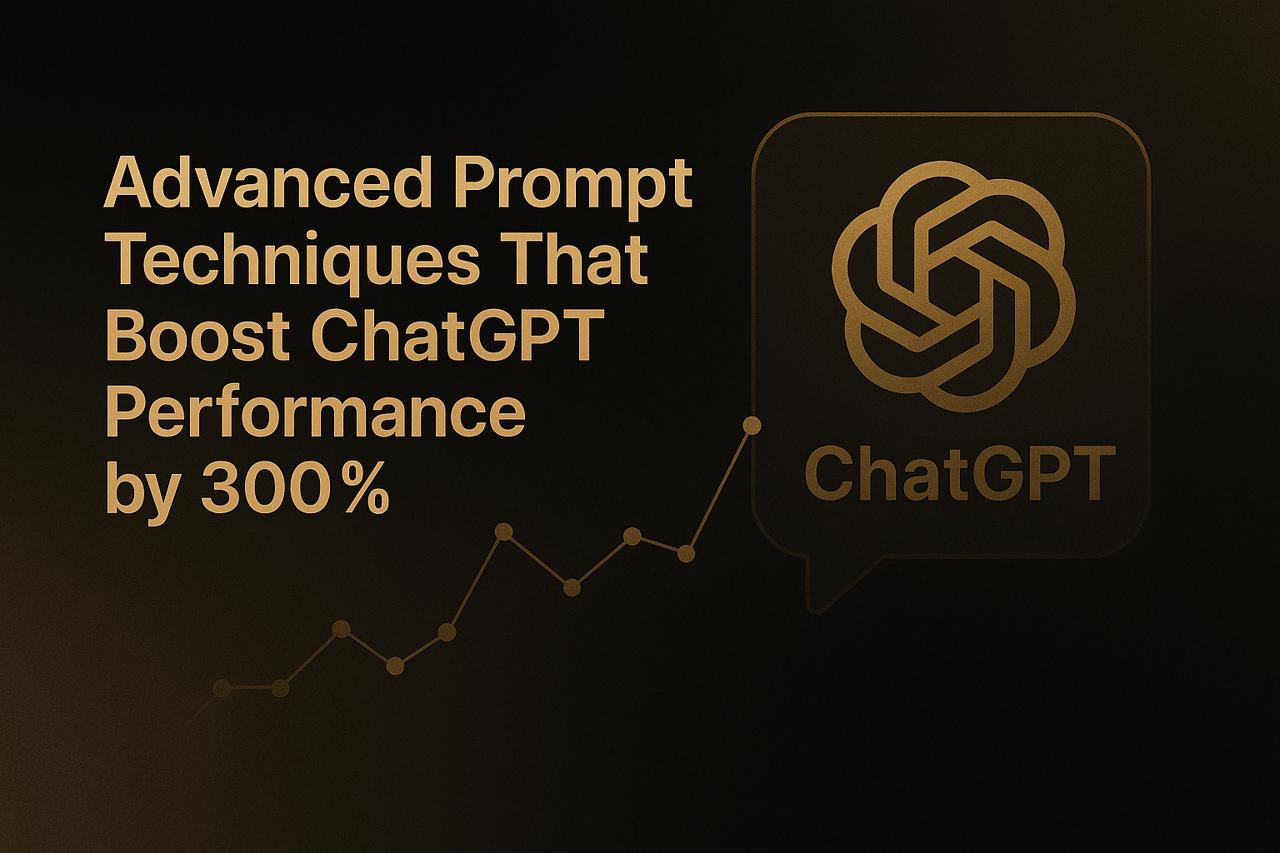 Advanced Prompt
Techniques That
Boost ChatGPT
Performance
by 300%
ChatGPT